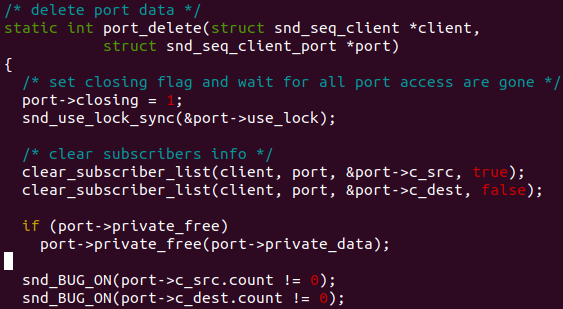 /* delete port data */
static int port_delete(struct snd_seq_client *client,
struct snd_seq_client_port *port)
{
/* set closing flag and wait for all port access are gone */
port->closing = 1;
snd_use_lock_sync(&port->use_lock);
/* clear subscribers info */
clear_subscriber_list(client, port, &port->c_src, true);
clear_subscriber_list(client, port, &port->c_dest, false);
if (port->private_free)
port->private_free(port->private_data);
snd_BUG_ON(port->c_src.count != 0);
snd_BUG_ON(port->c_dest.count != 0);